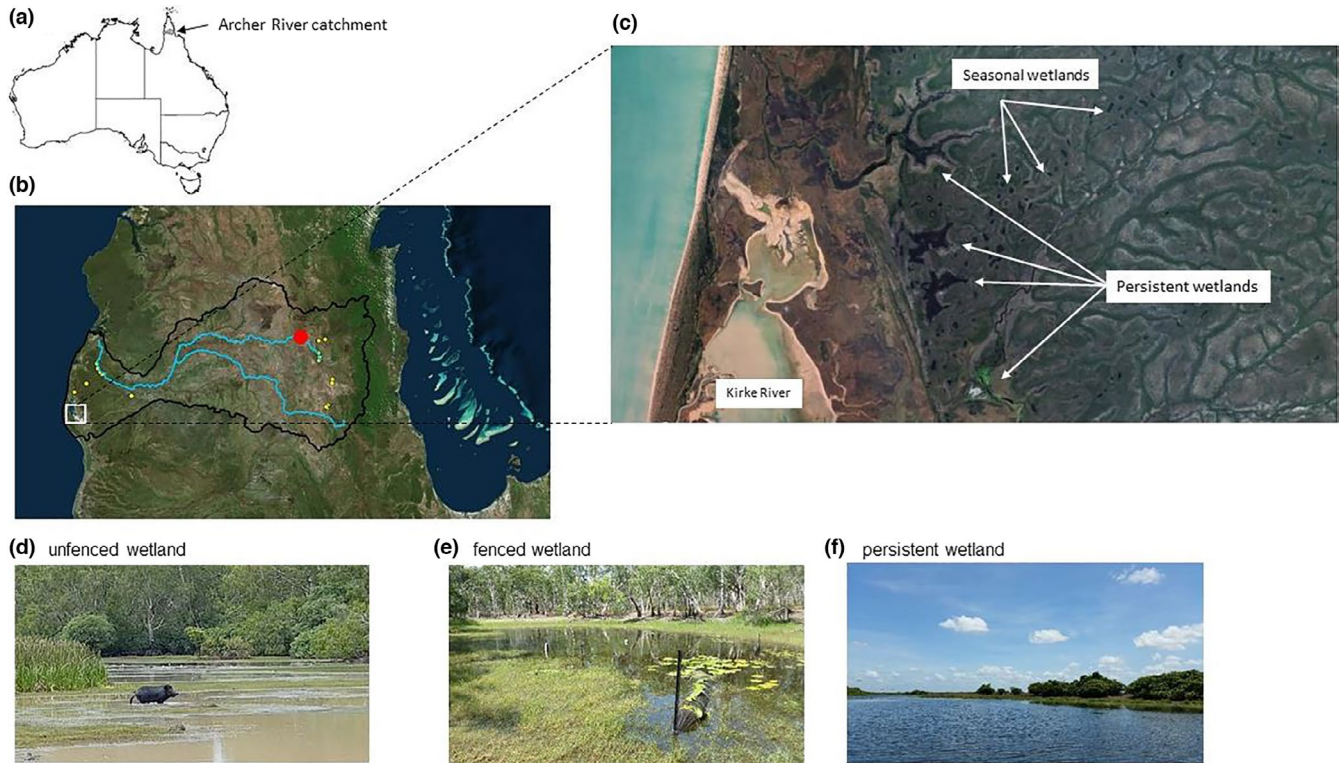 (a)
Archer River catchment
(b)
(c)
Seasonal wetlands
Persistent wetlands
Kirke River
(d) unfenced wetland
(e) fenced wetland
(f) persistent wetland